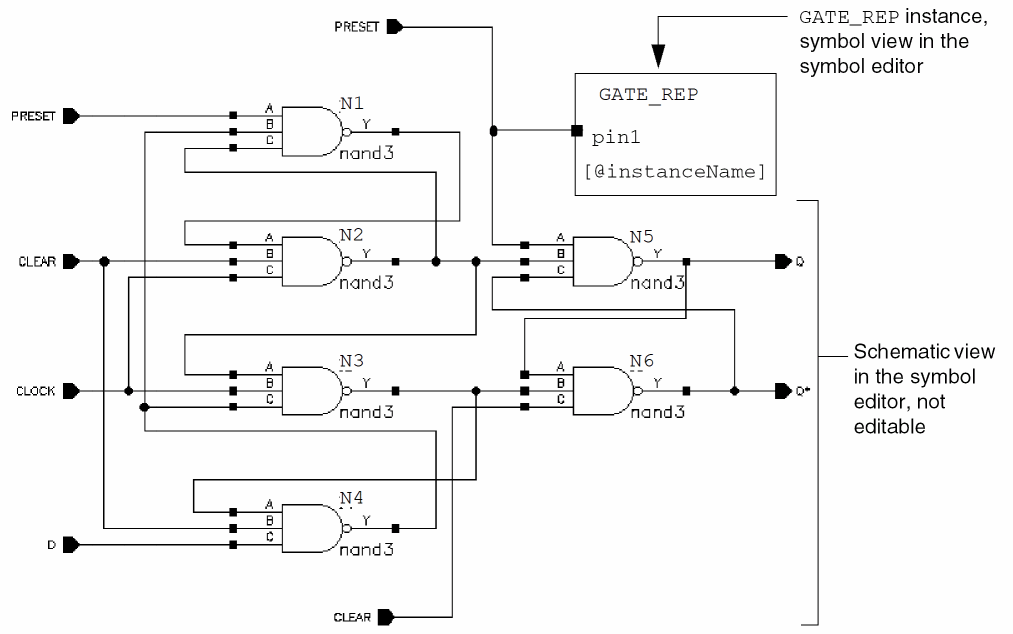 PRESET
GATE_REP instance,
symbol view in the
symbol editor
GATE_REP
pin1
[@instanceName]
PRESET
A
B
C
N1
Y
nand3
CLEAR
A
B
C
N2
Y
nand3
A
B
C
N5
Y
nand3
Q
CLOCK
A
B
C
N3
Y
nand3
A
B
C
N6
Y
nand3
Q*
Schematic view
in the symbol
editor, not
editable
D
A
B
C
N4
Y
nand3
CLEAR